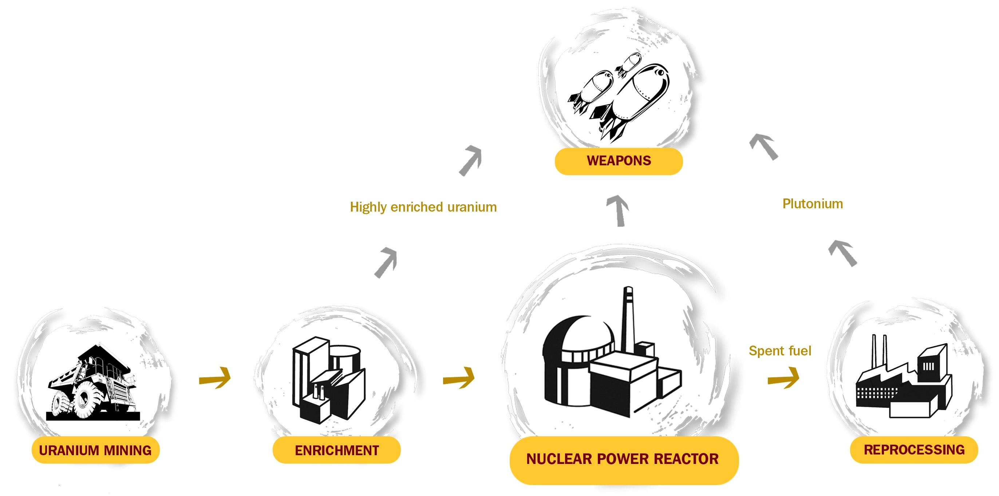 WEAPONS
Highly enriched uranium
Plutonium
Spent fuel
URANIUM MINING
ENRICHMENT
NUCLEAR POWER REACTOR
REPROCESSING